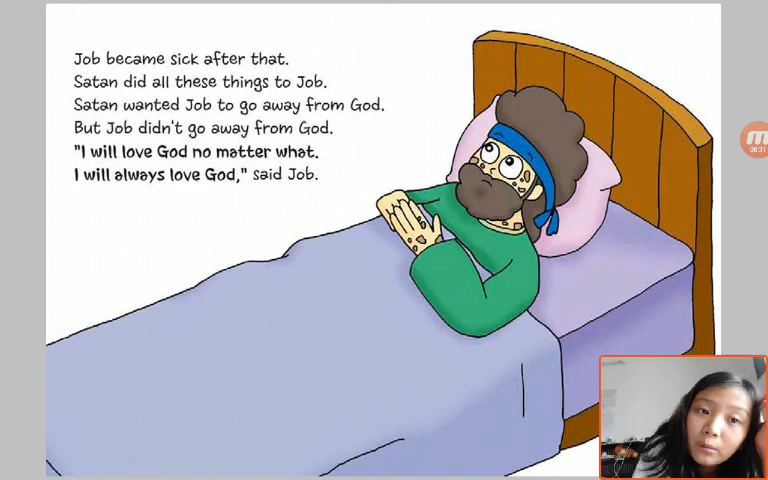 Job became sick after that.
Satan did all these things to Job.
Satan wanted Job to go away from God.
But Job didn't go away from God.
"I will love God no matter what.
I will always love God," said Job.
08:31